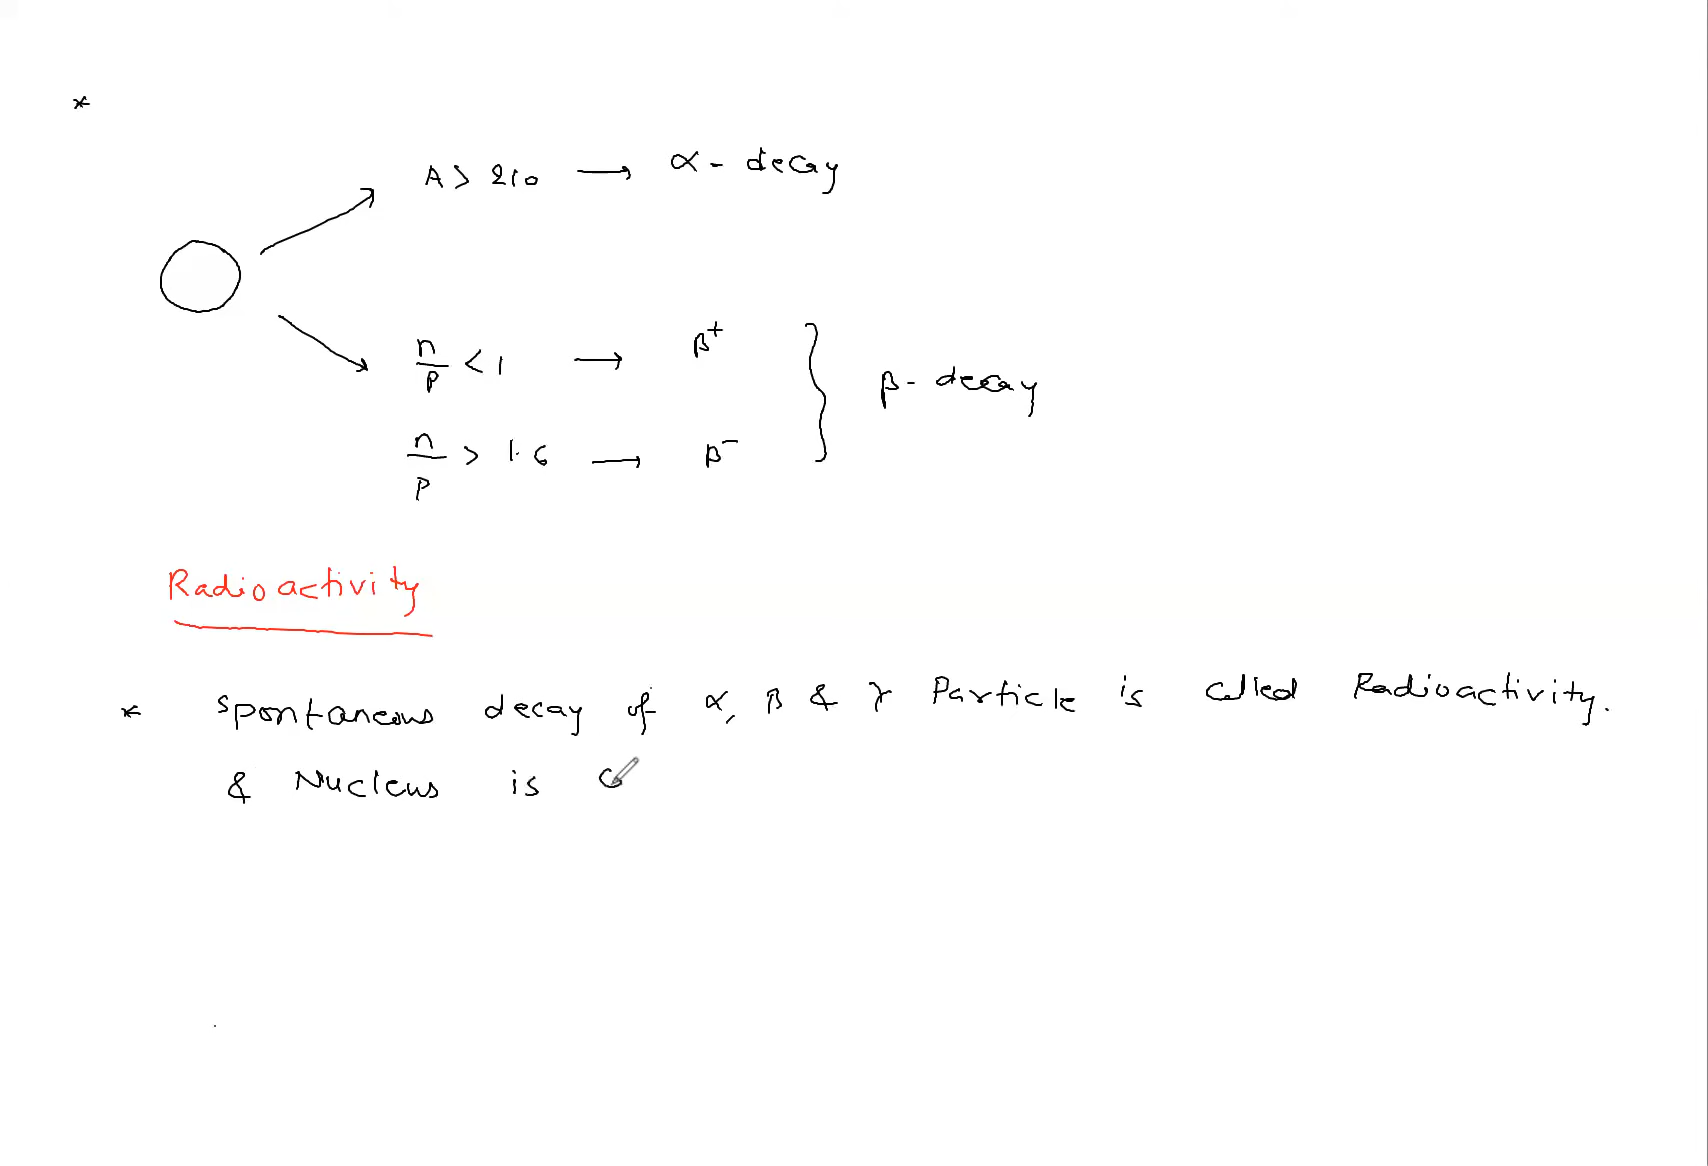 *
A > 210 → α - decay
n/p < 1 → β⁺
β - decay
n/p > 1.6 → β⁻
Radioactivity
* Spontaneous decay of α, β & γ Particle is called Radioactivity.
& Nucleus is